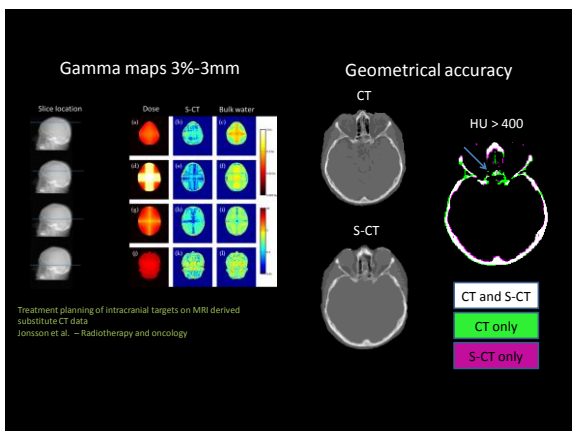 Gamma maps 3%-3mm
Slice location
Dose
S-CT
Bulk water
(a)
(b)
(c)
(d)
(e)
(f)
(g)
(h)
(i)
(j)
(k)
(l)
Treatment planning of intracranial targets on MRI derived
substitute CT data
Jonsson et al. – Radiotherapy and oncology
Geometrical accuracy
CT
HU > 400
S-CT
CT and S-CT
CT only
S-CT only